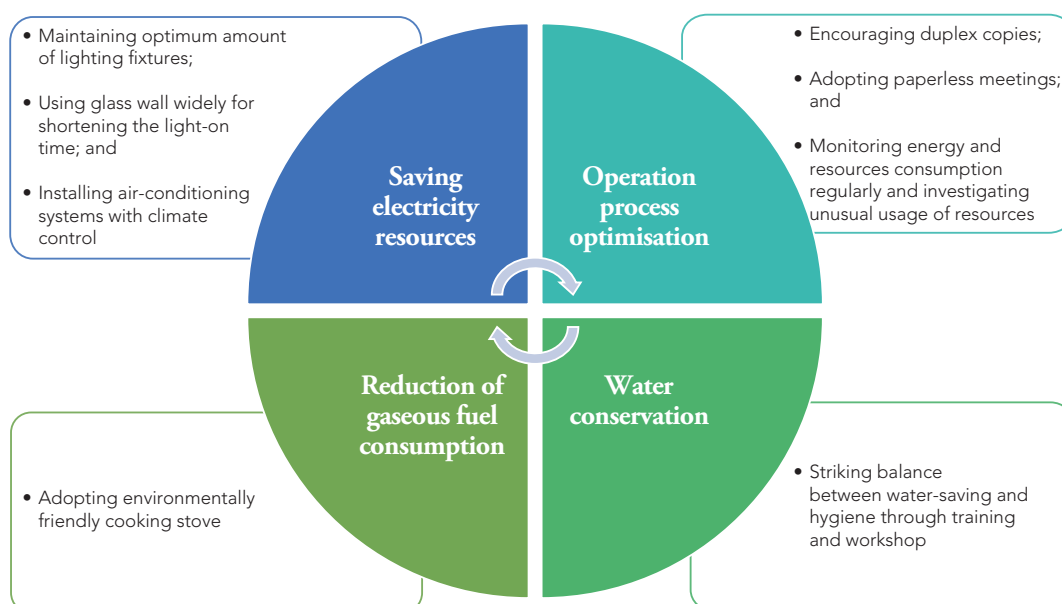 • Maintaining optimum amount
of lighting fixtures;
• Using glass wall widely for
shortening the light-on
time; and
• Installing air-conditioning
systems with climate
control
Saving
electricity
resources
Operation
process
optimisation
• Encouraging duplex copies;
• Adopting paperless meetings;
and
• Monitoring energy and
resources consumption
regularly and investigating
unusual usage of resources
• Adopting environmentally
friendly cooking stove
Reduction of
gaseous fuel
consumption
Water
conservation
• Striking balance
between water-saving and
hygiene through training
and workshop